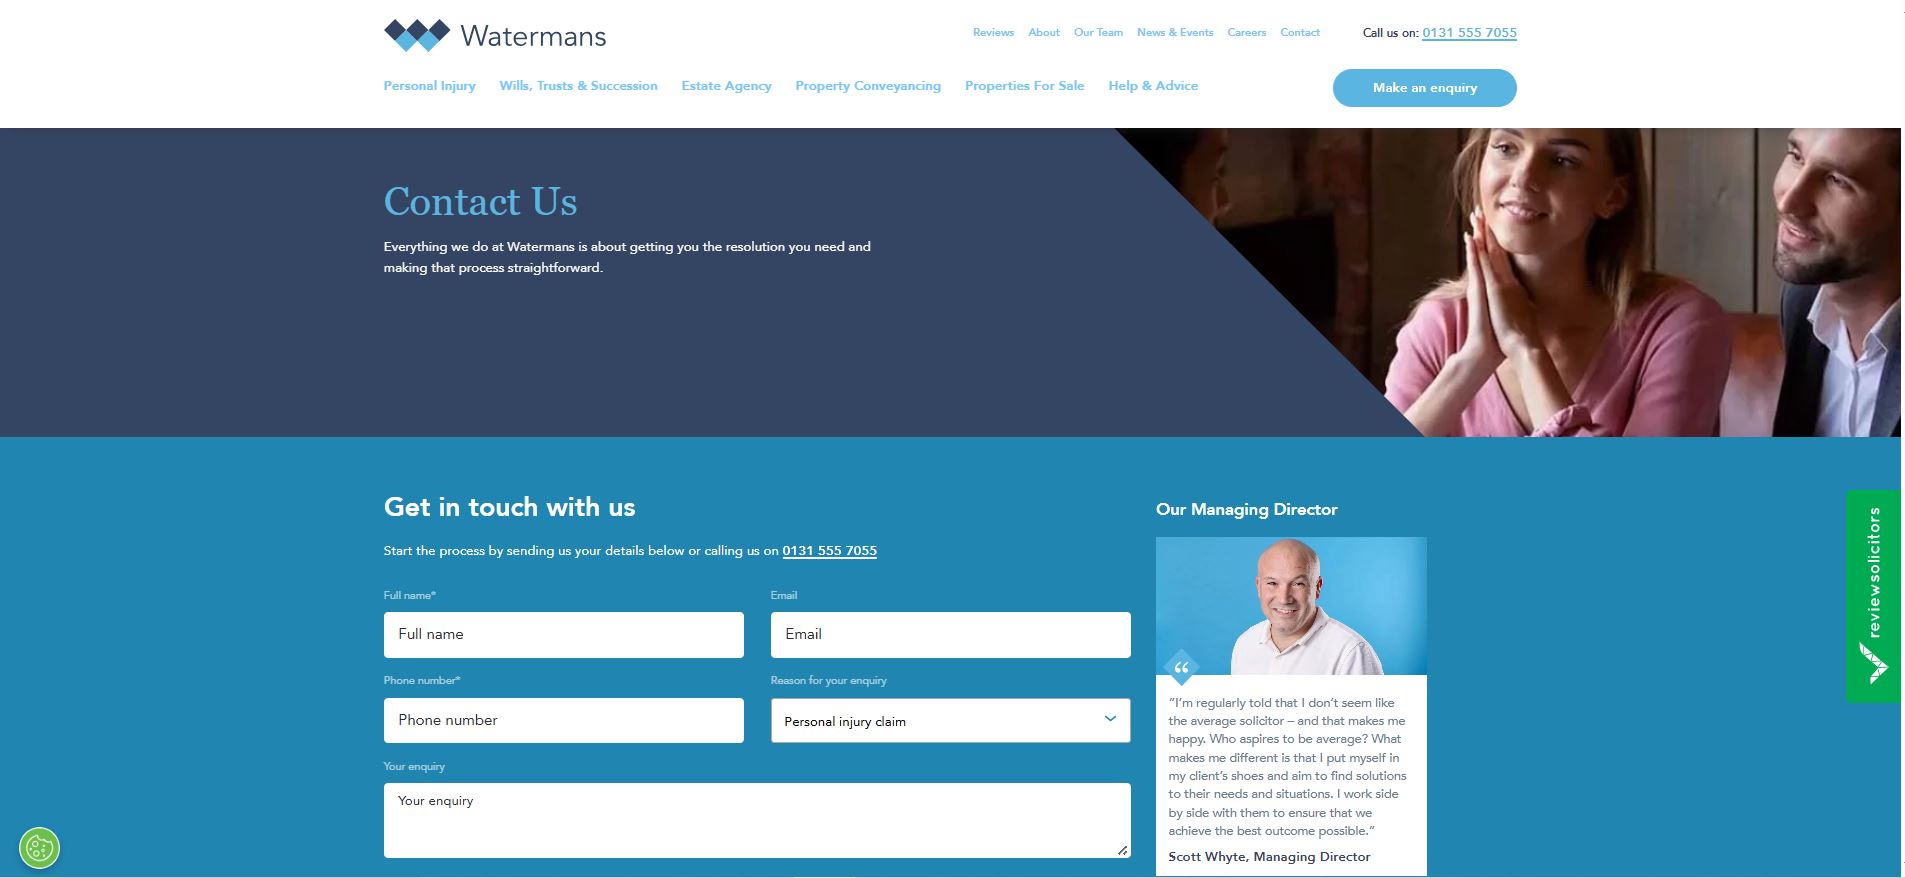 Watermans
Reviews About Our Team News & Events Careers Contact Call us on: 0131 555 7055
Personal Injury Wills, Trusts & Succession Estate Agency Property Conveyancing Properties For Sale Help & Advice Make an enquiry
Contact Us
Everything we do at Watermans is about getting you the resolution you need and
making that process straightforward.
Get in touch with us
Start the process by sending us your details below or calling us on 0131 555 7055
Full name* Email
Full name Email
Phone number* Reason for your enquiry
Phone number Personal injury claim
Your enquiry
Your enquiry
Our Managing Director
“
“I’m regularly told that I don’t seem like
the average solicitor – and that makes me
happy. Who aspires to be average? What
makes me different is that I put myself in
my client’s shoes and aim to find solutions
to their needs and situations. I work side
by side with them to ensure that we
achieve the best outcome possible.”
Scott Whyte, Managing Director
reviewsolicitors